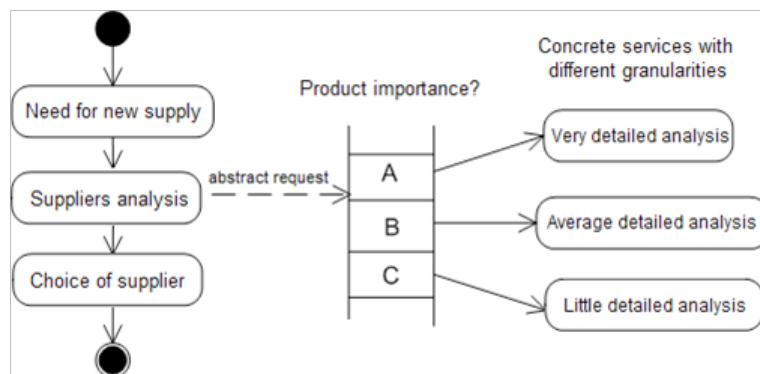 Need for new supply
Suppliers analysis
Choice of supplier
abstract request
Product importance?
A
B
C
Concrete services with
different granularities
Very detailed analysis
Average detailed analysis
Little detailed analysis